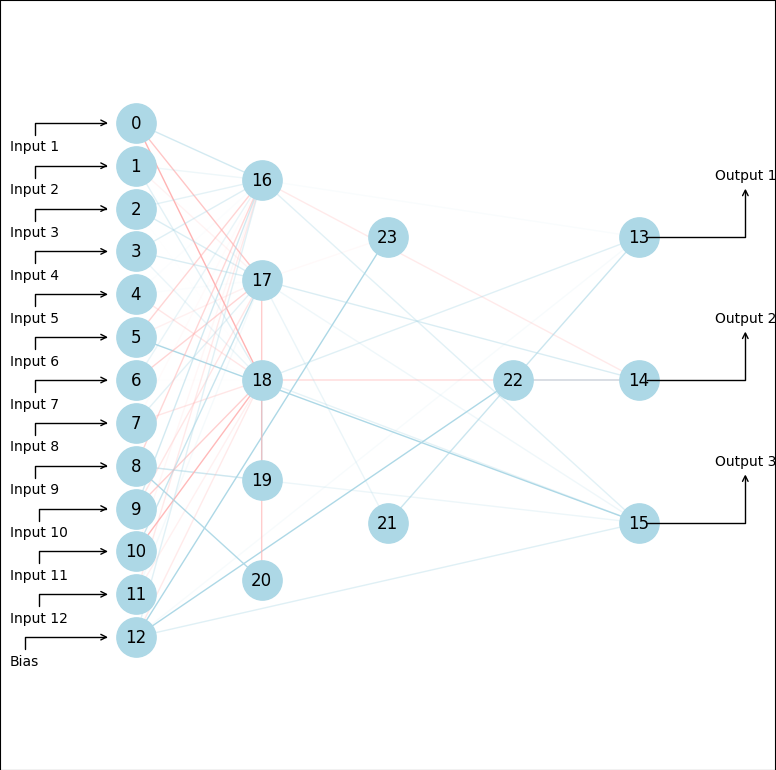 0
Input 1
1
Input 2
2
Input 3
3
Input 4
4
Input 5
5
Input 6
6
Input 7
7
Input 8
8
Input 9
9
Input 10
10
Input 11
11
Input 12
12
Bias
16
17
18
19
20
23
21
22
13
14
15
Output 1
Output 2
Output 3